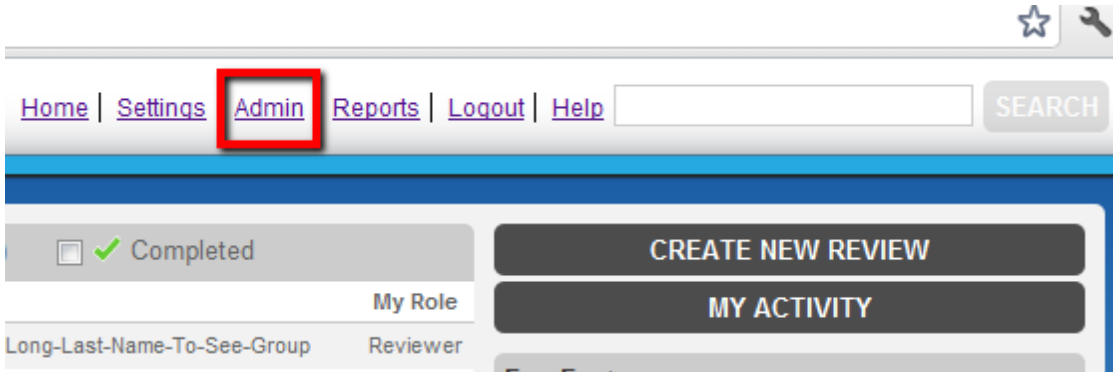 Home | Settings Admin Reports | Logout | Help SEARCH
Completed
CREATE NEW REVIEW
My Role
MY ACTIVITY
Long-Last-Name-To-See-Group Reviewer